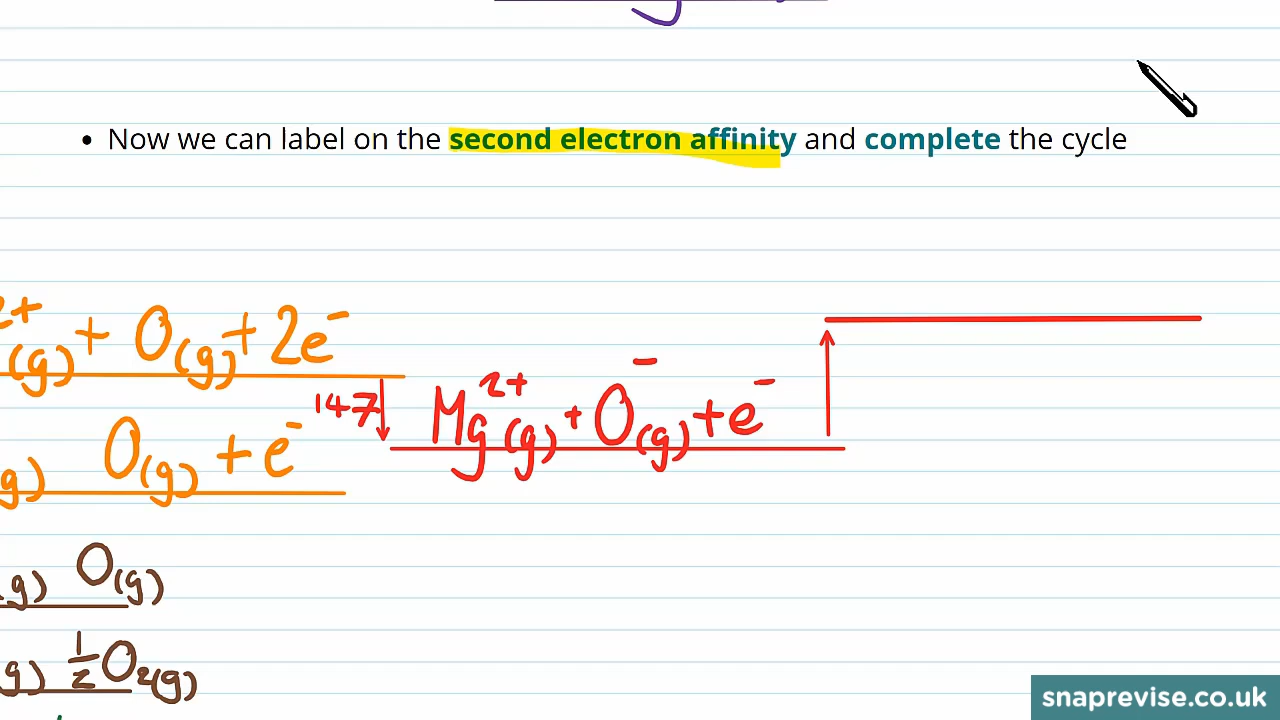 • Now we can label on the second electron affinity and complete the cycle
2+
(g) + O(g) + 2e⁻
147 Mg²⁺(g) + O⁻(g) + e⁻
g) O(g) + e⁻
g) O(g)
g) ½O₂(g)
snaprevise.co.uk